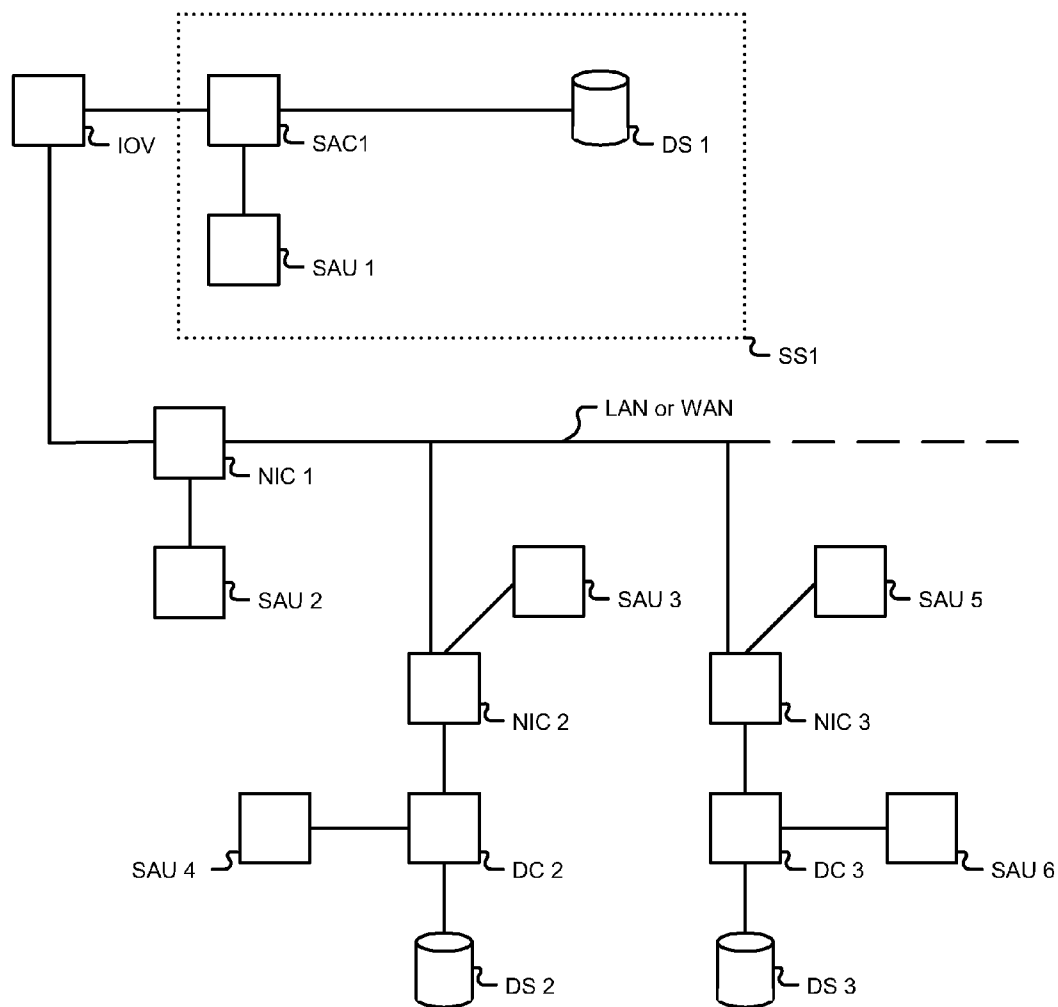 IOV
SAC1
DS 1
SAU 1
SS1
LAN or WAN
NIC 1
SAU 2
SAU 3
SAU 5
NIC 2
NIC 3
SAU 4
DC 2
DC 3
SAU 6
DS 2
DS 3